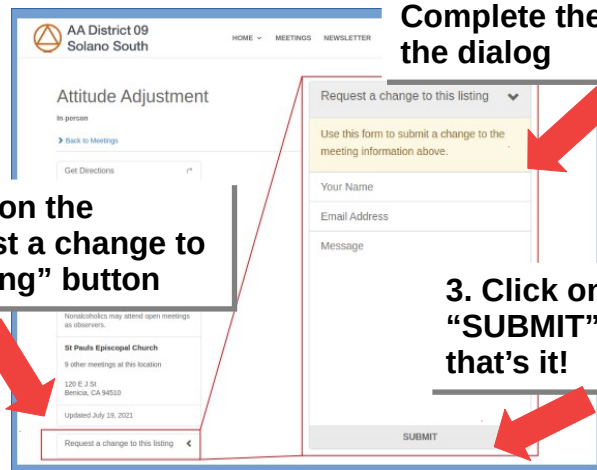 AA District 09
Solano South
HOME
MEETINGS
NEWSLETTER
Complete the
the dialog
Attitude Adjustment
In person
Back to Meetings
Get Directions
on the
st a change to
ng” button
Nonalcoholics may attend open meetings
as observers.
St Pauls Episcopal Church
9 other meetings at this location
120 E J St
Benicia, CA 94510
Updated July 19, 2021
Request a change to this listing
Request a change to this listing
Use this form to submit a change to the
meeting information above.
Your Name
Email Address
Message
3. Click on
“SUBMIT”
that’s it!
SUBMIT